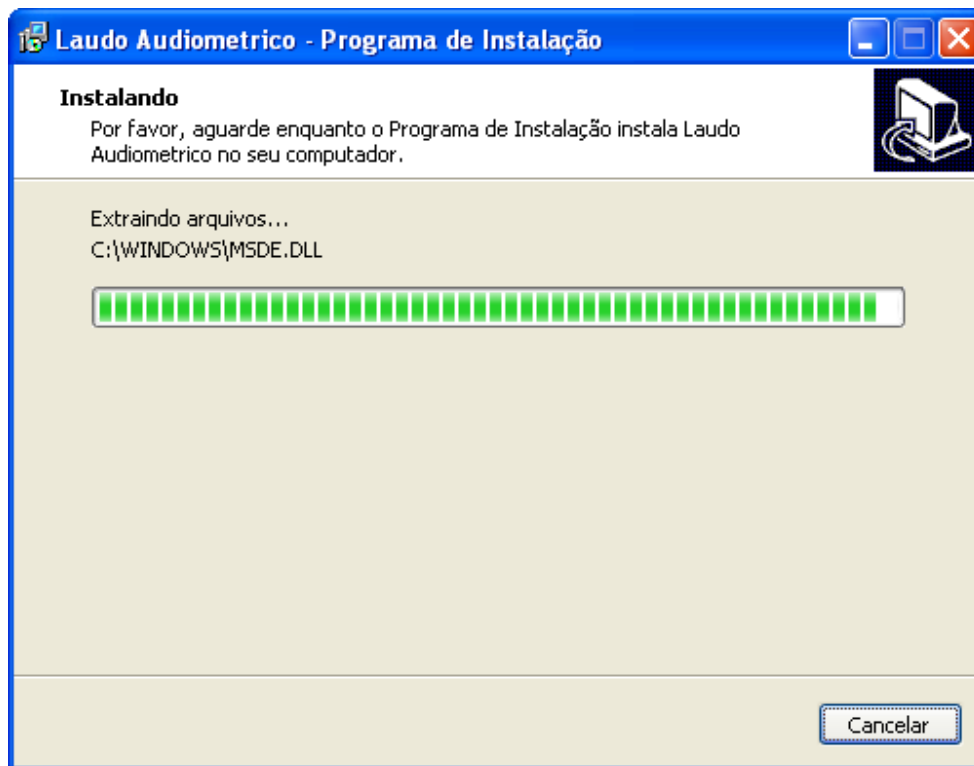 Laudo Audiometrico - Programa de Instalação
Instalando
Por favor, aguarde enquanto o Programa de Instalação instala Laudo
Audiometrico no seu computador.
Extraindo arquivos...
C:\WINDOWS\MSDE.DLL
Cancelar